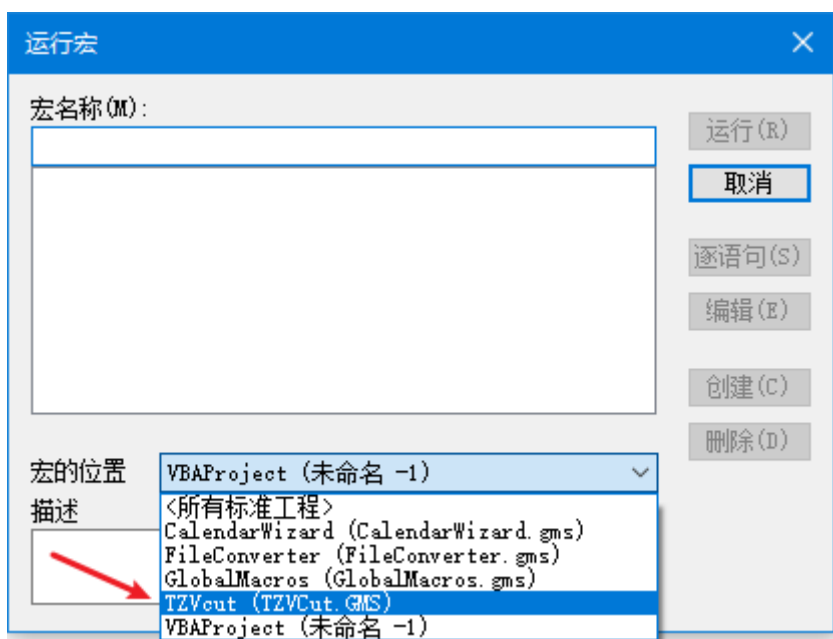 运行宏
宏名称(M):
运行(R)
取消
逐语句(S)
编辑(E)
创建(C)
删除(D)
宏的位置 VBAProject (未命名 -1)
描述
<所有标准工程>
CalendarWizard (CalendarWizard.gms)
FileConverter (FileConverter.gms)
GlobalMacros (GlobalMacros.gms)
TZVcut (TZVCut.GMS)
VBAProject (未命名 -1)